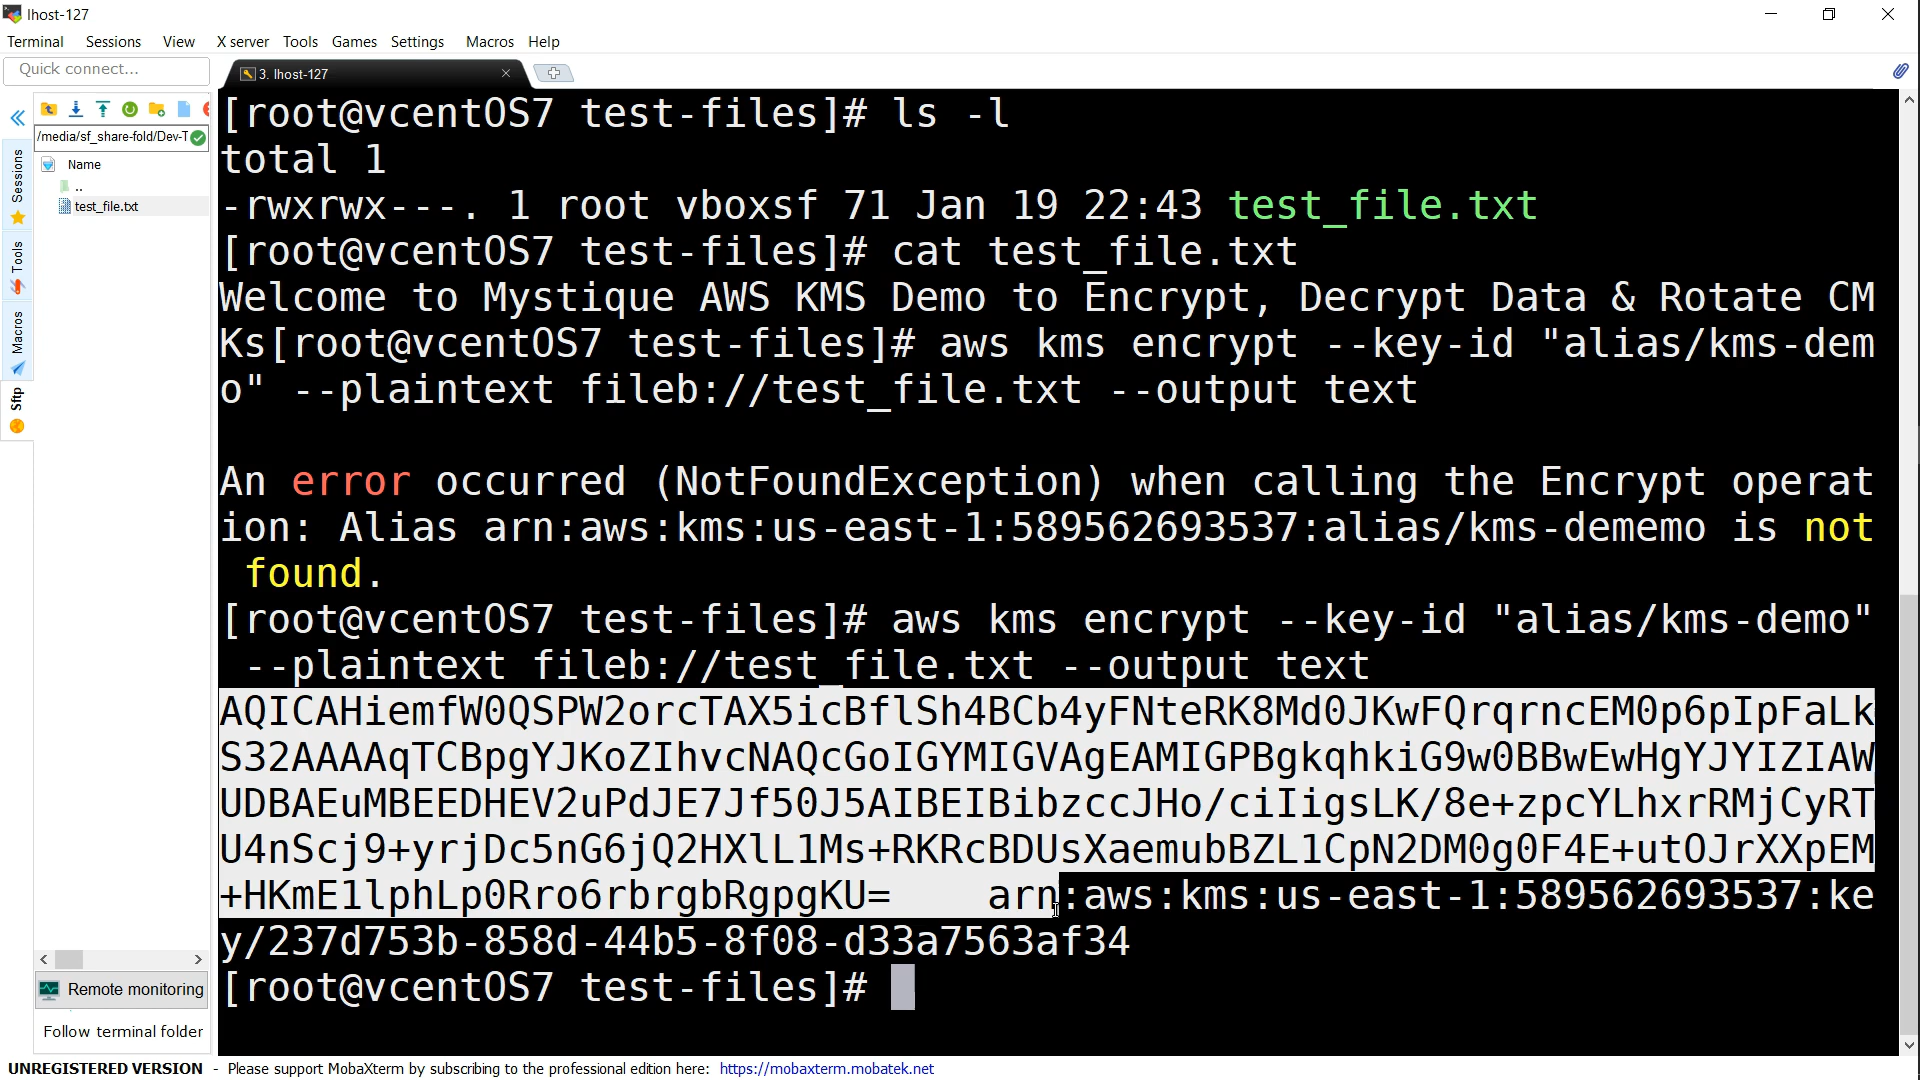 lhost-127
Terminal Sessions View X server Tools Games Settings Macros Help
Quick connect...
3. lhost-127
/media/sf_share-fold/Dev-T
Name
..
test_file.txt
Sessions
Tools
Macros
Sftp
[root@vcentOS7 test-files]# ls -l
total 1
-rwxrwx---. 1 root vboxsf 71 Jan 19 22:43 test_file.txt
[root@vcentOS7 test-files]# cat test_file.txt
Welcome to Mystique AWS KMS Demo to Encrypt, Decrypt Data & Rotate CM
Ks[root@vcentOS7 test-files]# aws kms encrypt --key-id "alias/kms-dem
o" --plaintext fileb://test_file.txt --output text
An error occurred (NotFoundException) when calling the Encrypt operat
ion: Alias arn:aws:kms:us-east-1:589562693537:alias/kms-dememo is not
found.
[root@vcentOS7 test-files]# aws kms encrypt --key-id "alias/kms-demo"
--plaintext fileb://test_file.txt --output text
AQICAHiemfW0QSPW2orcTAX5icBflSh4BCb4yFNteRK8Md0JKwFQrqrncEM0p6pIpFaLk
S32AAAAqTCBpgYJKoZIhvcNAQcGoIGYMIGVAgEAMIGPBgkqhkiG9w0BBwEwHgYJYIZIAW
UDBAEuMBEEDHEV2uPdJE7Jf50J5AIBEIBibzccJHo/ciIigsLK/8e+zpcYLhxrRMjCyRT
U4nScj9+yrjDc5nG6jQ2HXlL1Ms+RKRcBDUsXaemubBZL1CpN2DM0g0F4E+utOJrXXpEM
+HKmE1lphLp0Rro6rbrgbRgpgKU= arn:aws:kms:us-east-1:589562693537:ke
y/237d753b-858d-44b5-8f08-d33a7563af34
[root@vcentOS7 test-files]#
Remote monitoring
Follow terminal folder
UNREGISTERED VERSION - Please support MobaXterm by subscribing to the professional edition here: https://mobaxterm.mobatek.net